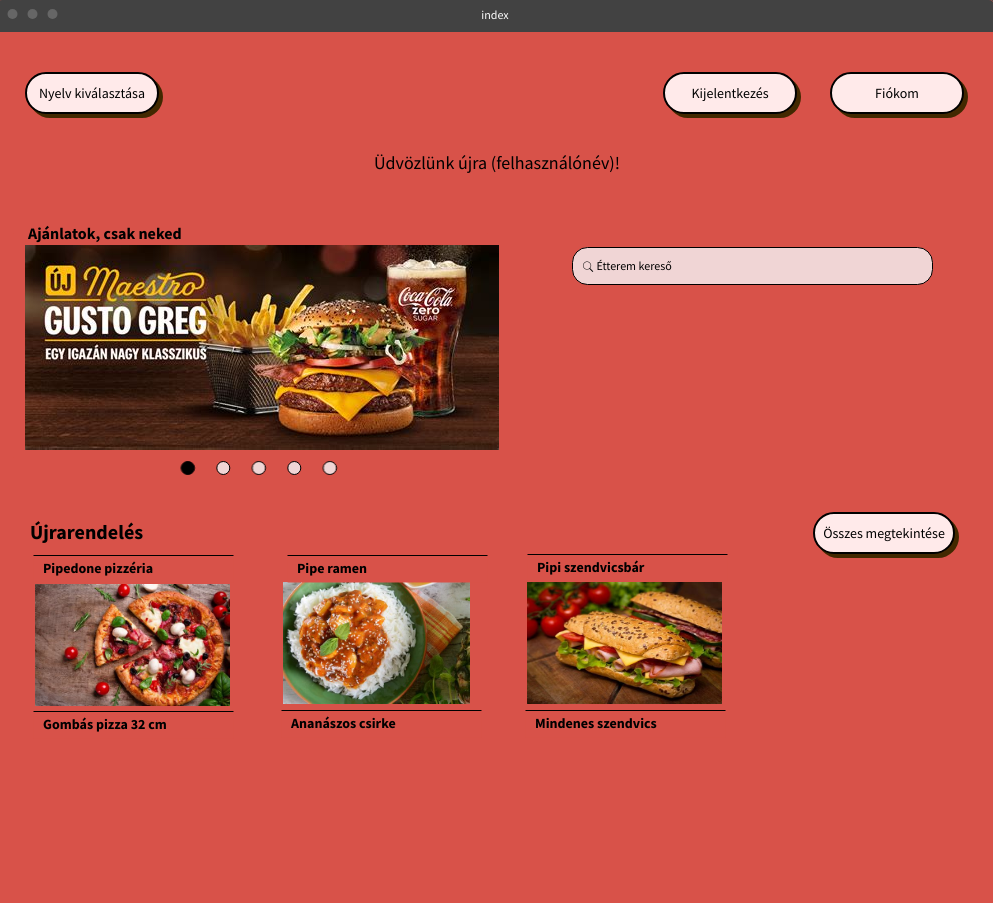 index
Nyelv kiválasztása
Kijelentkezés
Fiókom
Üdvözlünk újra (felhasználónév)!
Ajánlatok, csak neked
ÚJ Maestro
GUSTO GREG
EGY IGAZÁN NAGY KLASSZIKUS
Coca-Cola
zero
SUGAR
Étterem kereső
Újrarendelés
Összes megtekintése
Pipedone pizzéria
Pipe ramen
Pipi szendvicsbár
Gombás pizza 32 cm
Ananászos csirke
Mindenes szendvics